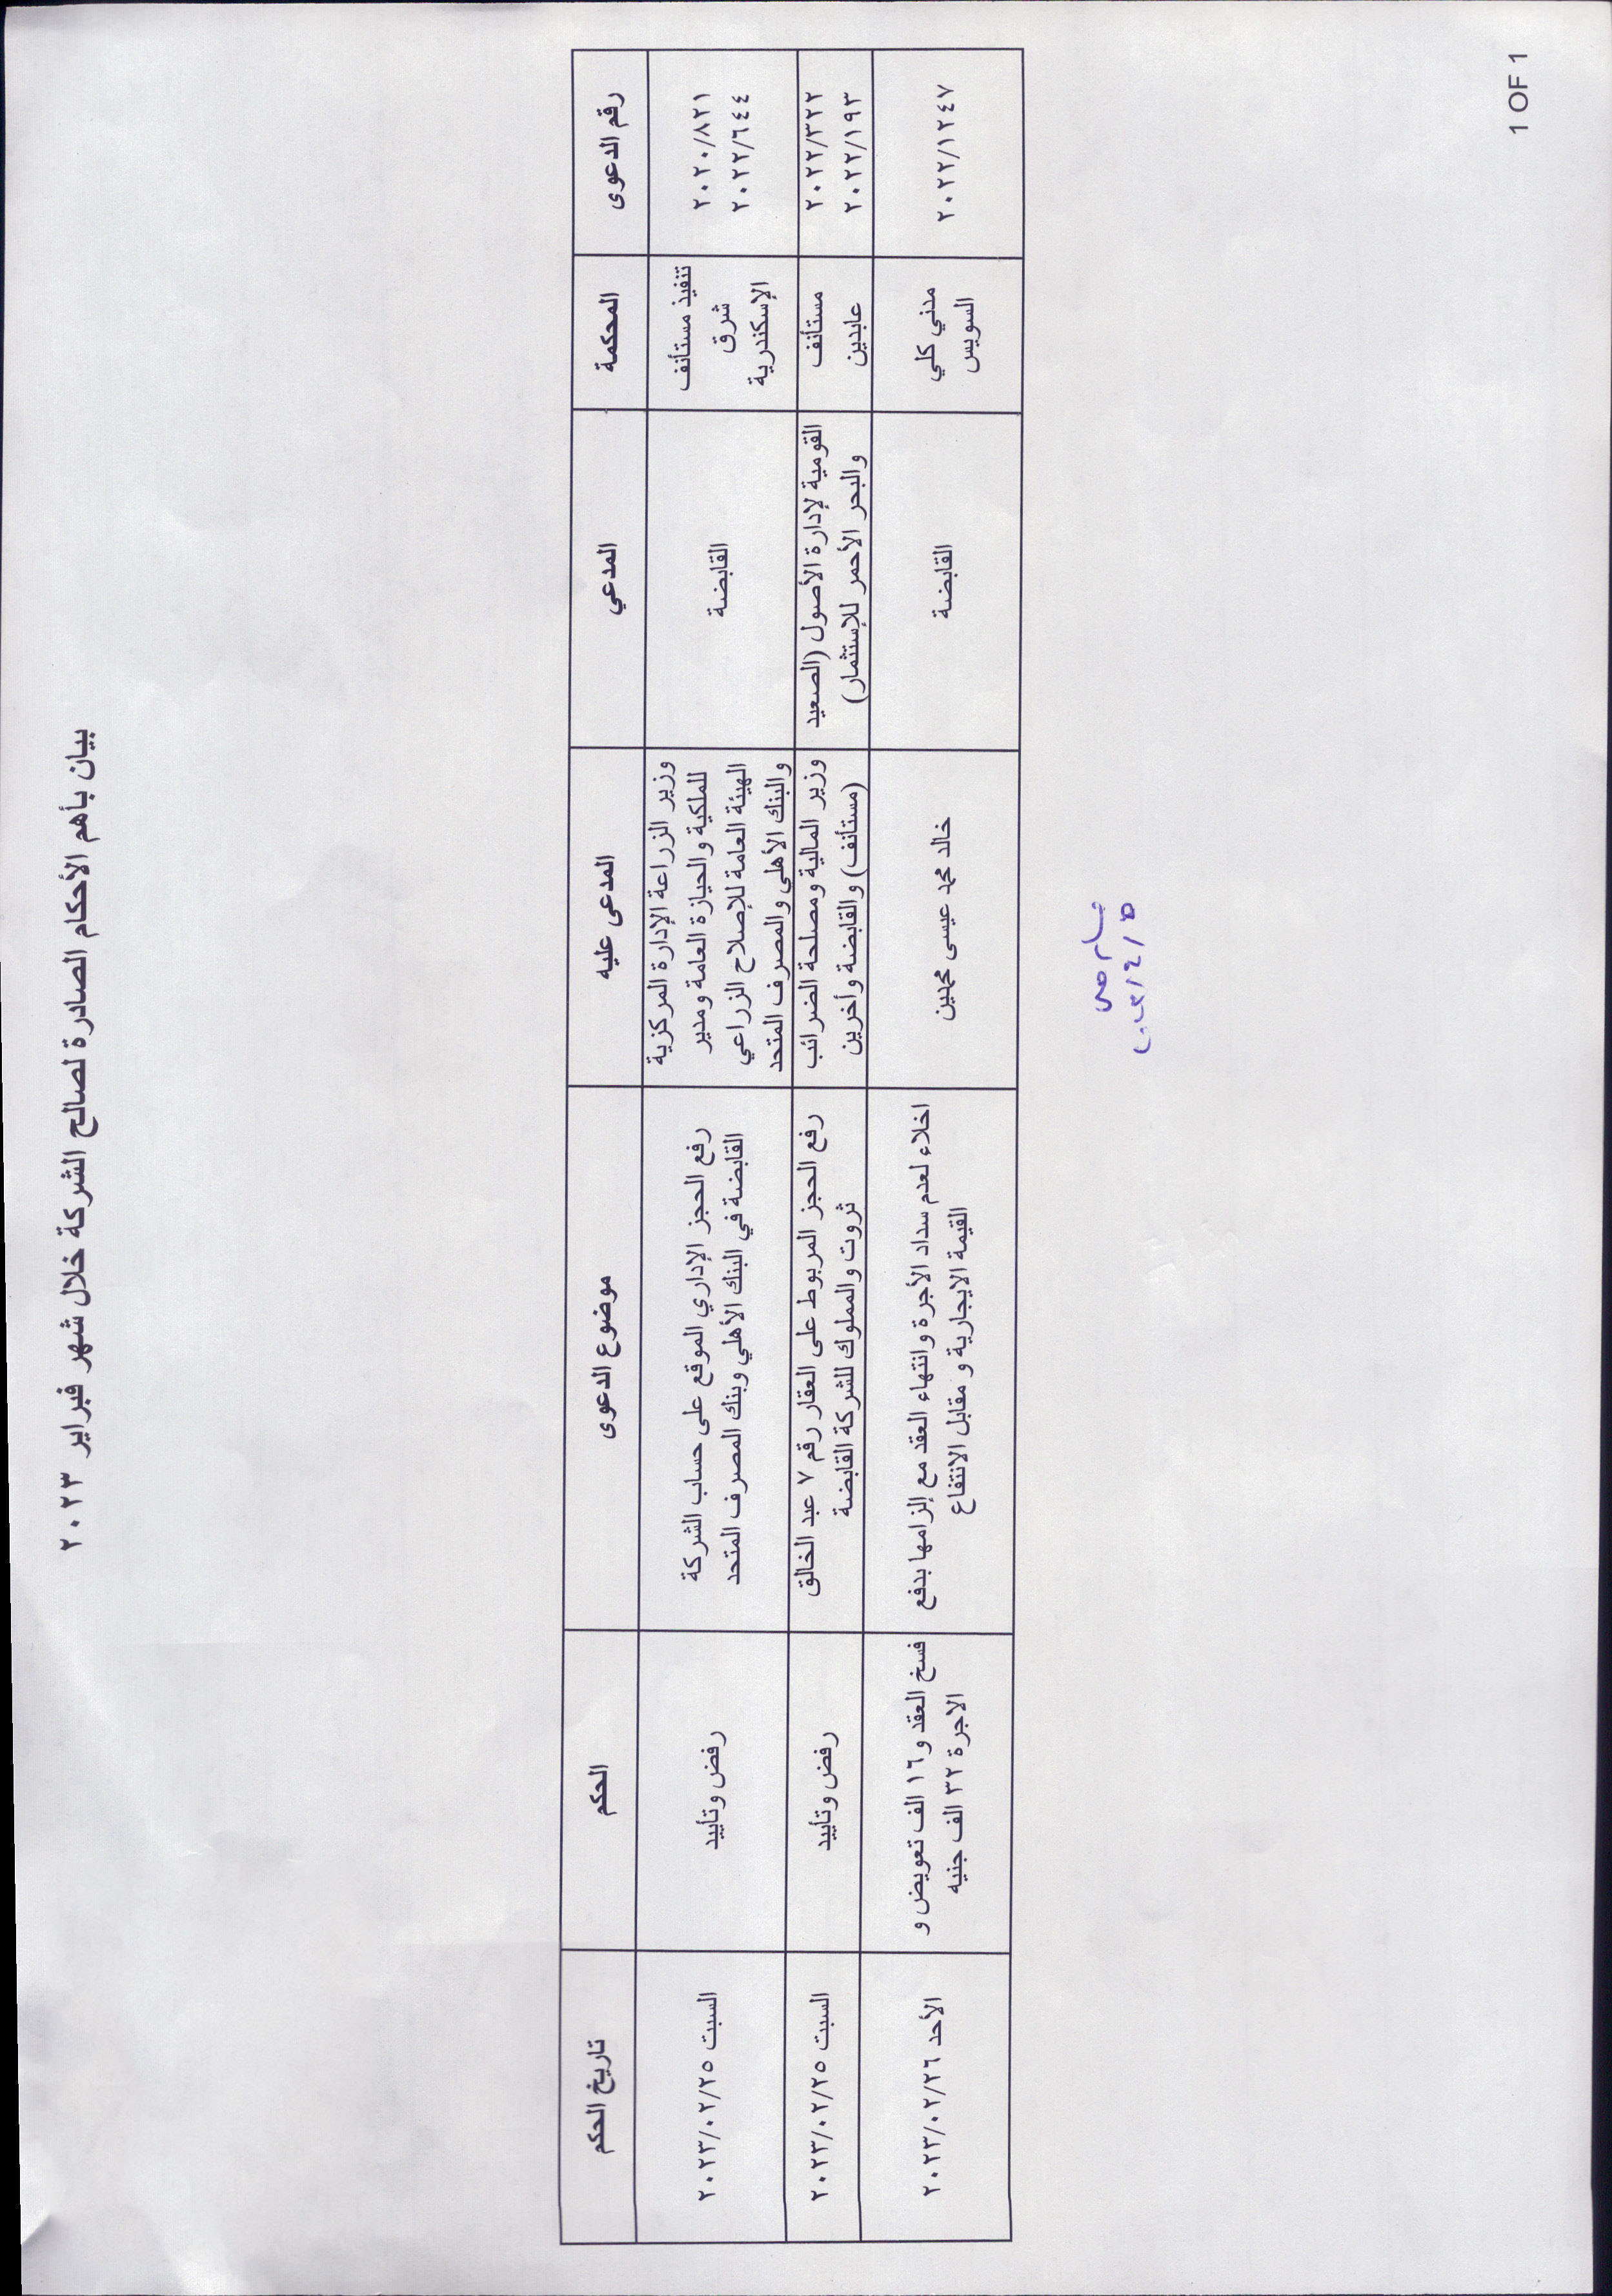 بيان بأهم الأحكام الصادرة لصالح الشركة خلال شهر فبراير ٢٠٢٣
رقم الدعوى
المحكمة
المدعي
المدعى عليه
موضوع الدعوى
الحكم
تاريخ الحكم
٢٠٢٠/٨٢١
٢٠٢٢/٦٤٤
تنفيذ مستأنف
شرق
الإسكندرية
القابضة
وزير الزراعة الإدارة المركزية
للملكية والحيازة العامة ومدير
الهيئة العامة للإصلاح الزراعي
والبنك الأهلي والمصرف المتحد
رفع الحجز الإداري الموقع على حساب الشركة
القابضة في البنك الأهلي وبنك المصرف المتحد
رفض وتأييد
السبت ٢٠٢٣/٠٢/٢٥
٢٠٢٢/٣٢٢
٢٠٢٢/١٩٣
مستأنف
عابدين
القومية لإدارة الأصول (الصعيد
والبحر الأحمر للإستثمار)
وزير المالية ومصلحة الضرائب
(مستأنف) والقابضة وأخرين
رفع الحجز المربوط على العقار رقم ٧ عبد الخالق
ثروت والمملوك للشركة القابضة
رفض وتأييد
السبت ٢٠٢٣/٠٢/٢٥
٢٠٢٢/١٢٤٧
مدني كلي
السويس
القابضة
خالد محمد عيسى محمدين
اخلاء لعدم سداد الأجرة وانتهاء العقد مع إلزامها بدفع
القيمة الايجارية و مقابل الانتفاع
فسخ العقد و ١٦ الف تعويض و
الاجرة ٣٢ الف جنيه
الأحد ٢٠٢٣/٠٢/٢٦
1 OF 1